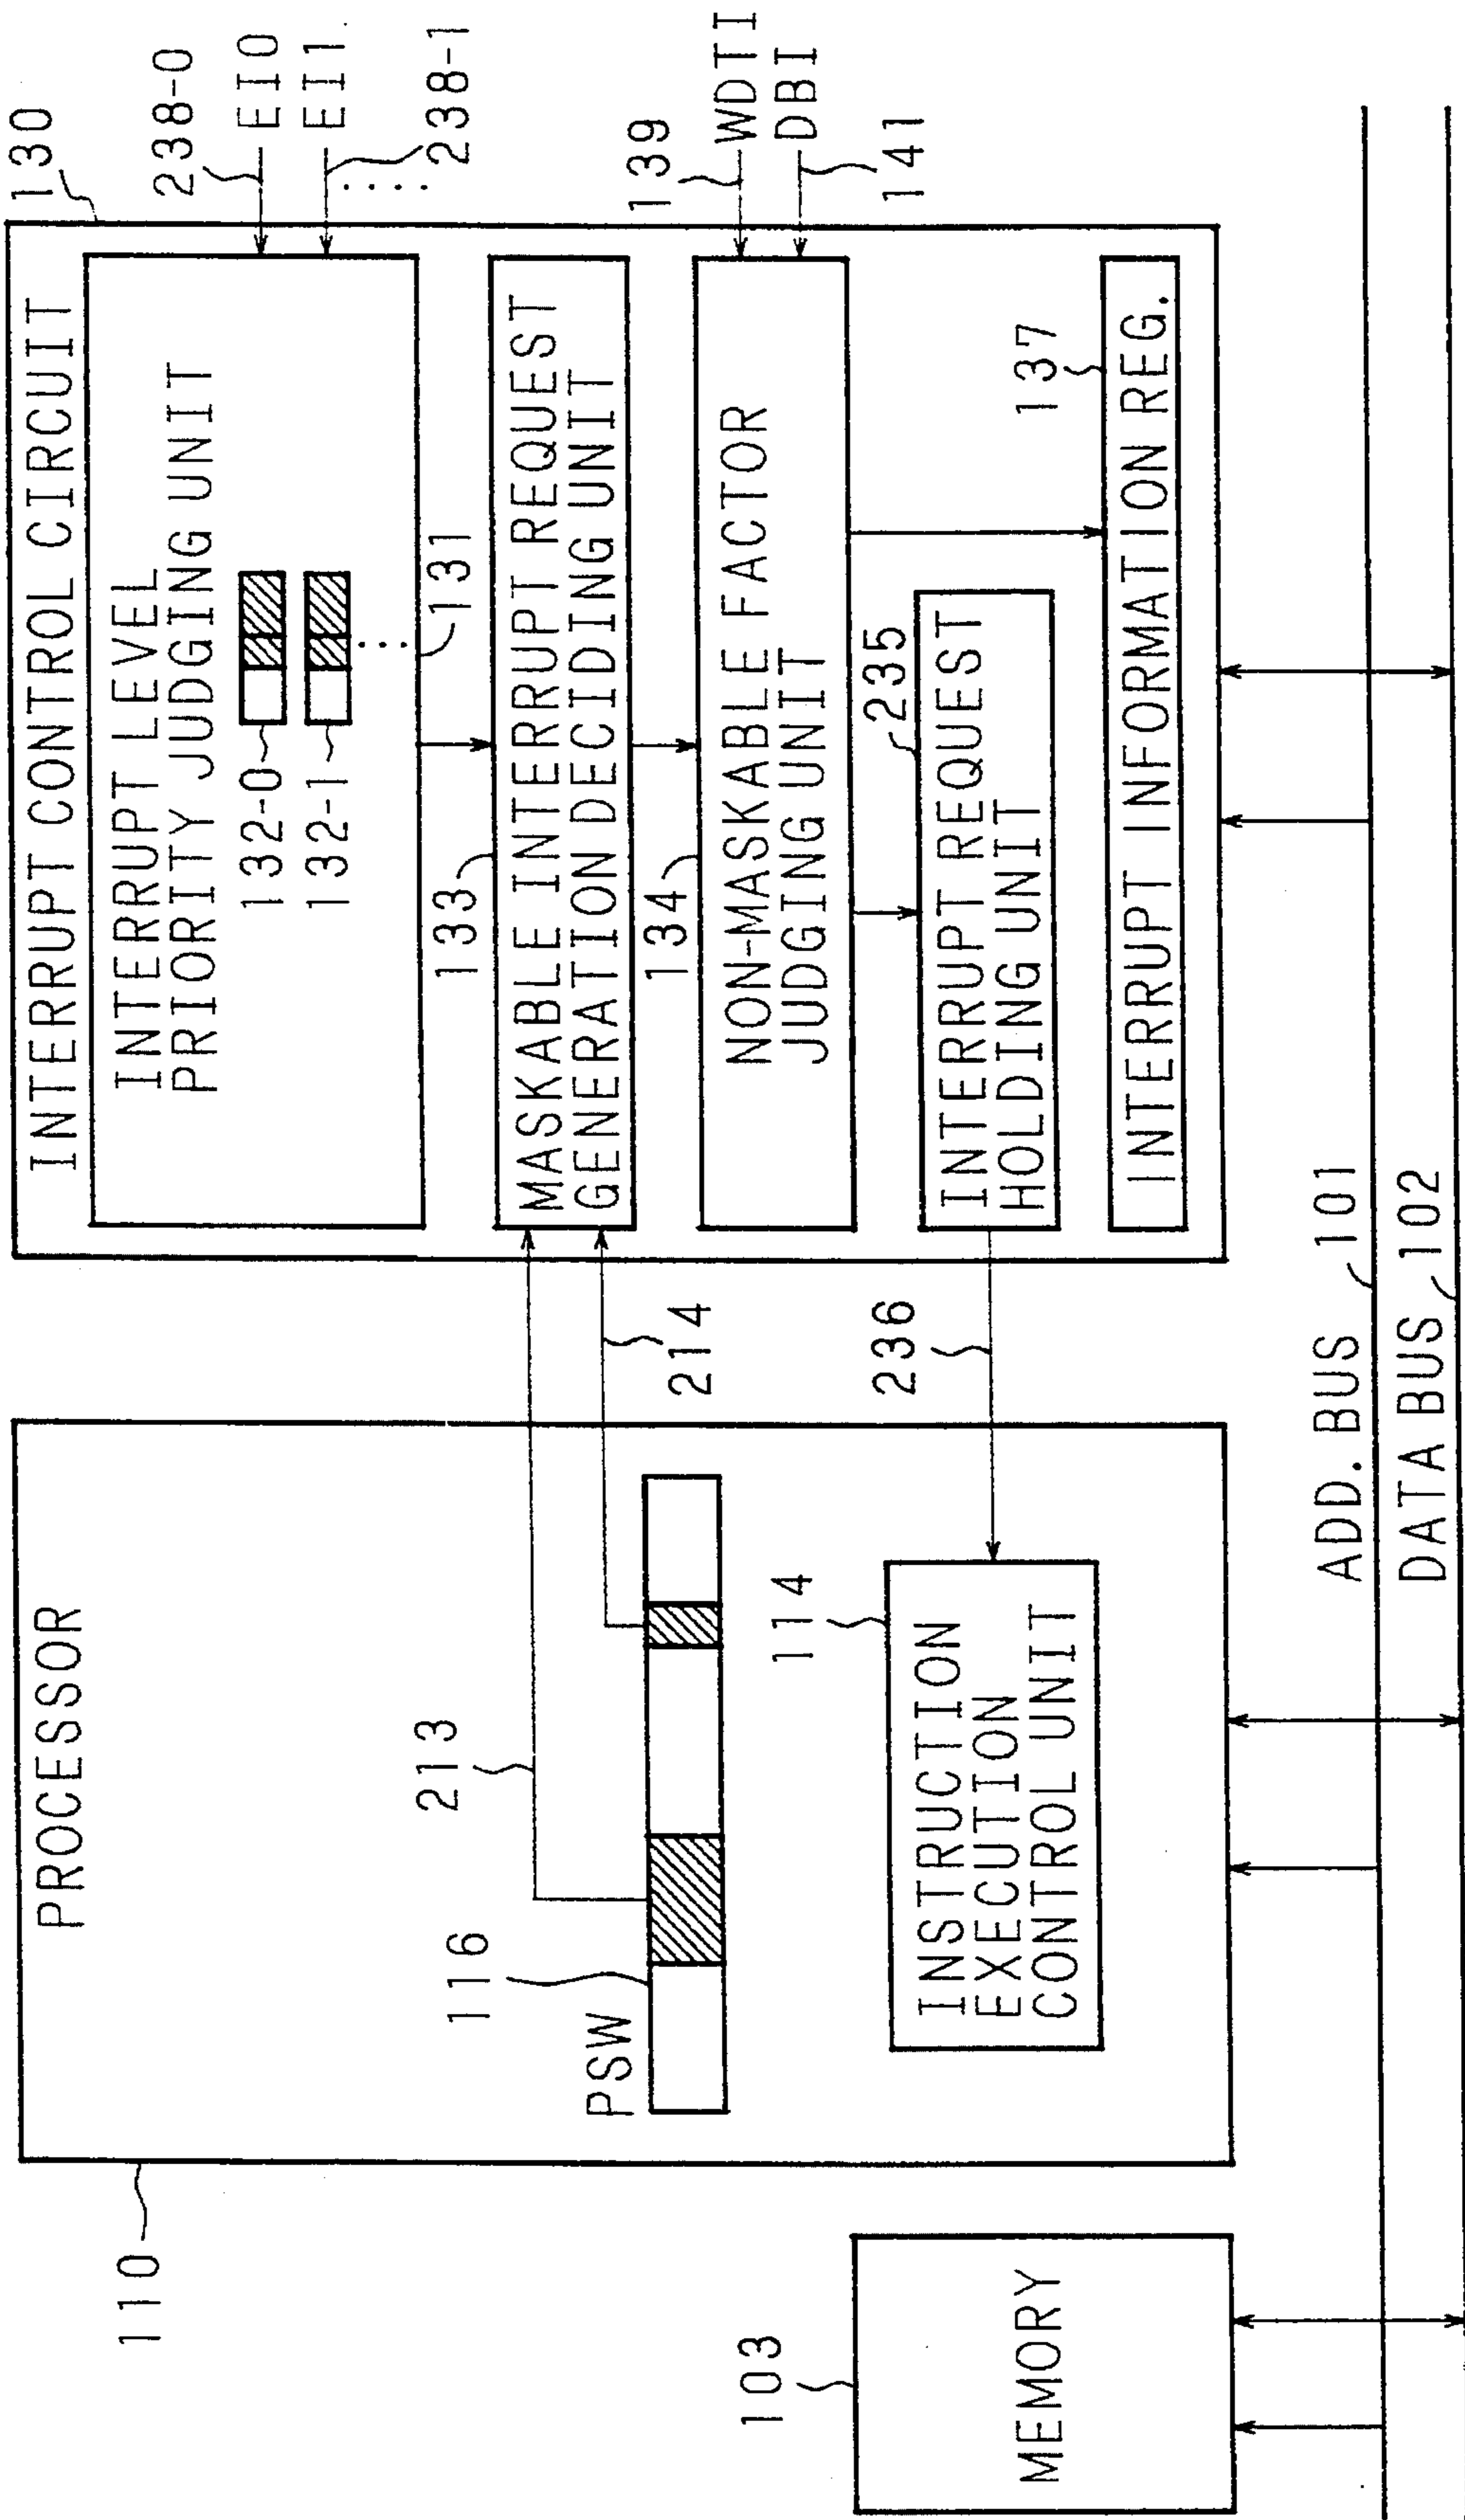 110
PROCESSOR
116
PSW
213
214
114
INSTRUCTION
EXECUTION
CONTROL UNIT
236
103
MEMORY
130
INTERRUPT CONTROL CIRCUIT
INTERRUPT LEVEL
PRIORITY JUDGING UNIT
132-0
132-1
131
238-0
EI0
EI1
238-1
133
MASKABLE INTERRUPT REQUEST
GENERATION DECIDING UNIT
134
NON-MASKABLE FACTOR
JUDGING UNIT
139
WDTI
DBI
141
235
INTERRUPT REQUEST
HOLDING UNIT
137
INTERRUPT INFORMATION REG.
ADD. BUS 101
DATA BUS 102